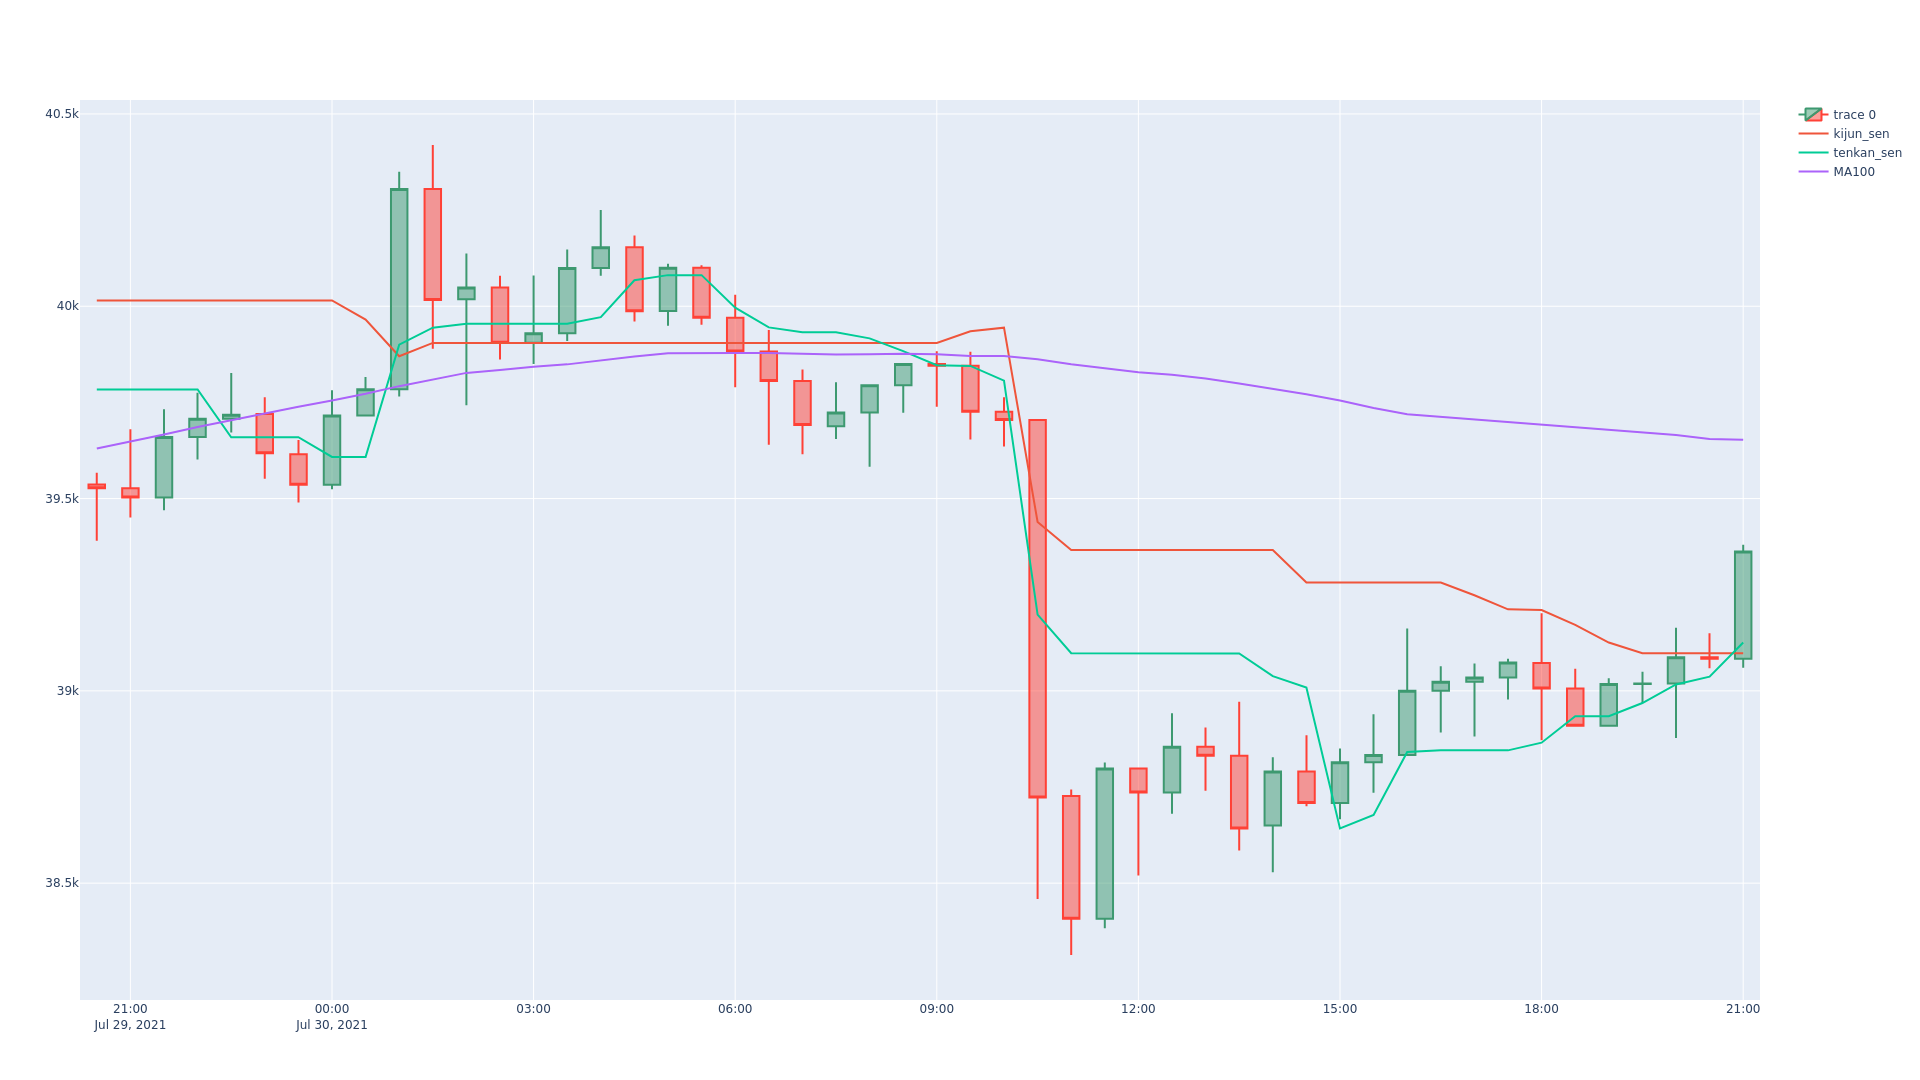 40.5k
40k
39.5k
39k
38.5k
21:00
Jul 29, 2021
00:00
Jul 30, 2021
03:00
06:00
09:00
12:00
15:00
18:00
21:00
trace 0
kijun_sen
tenkan_sen
MA100